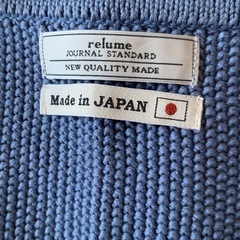 relume
JOURNAL STANDARD
NEW QUALITY MADE
Made in JAPAN